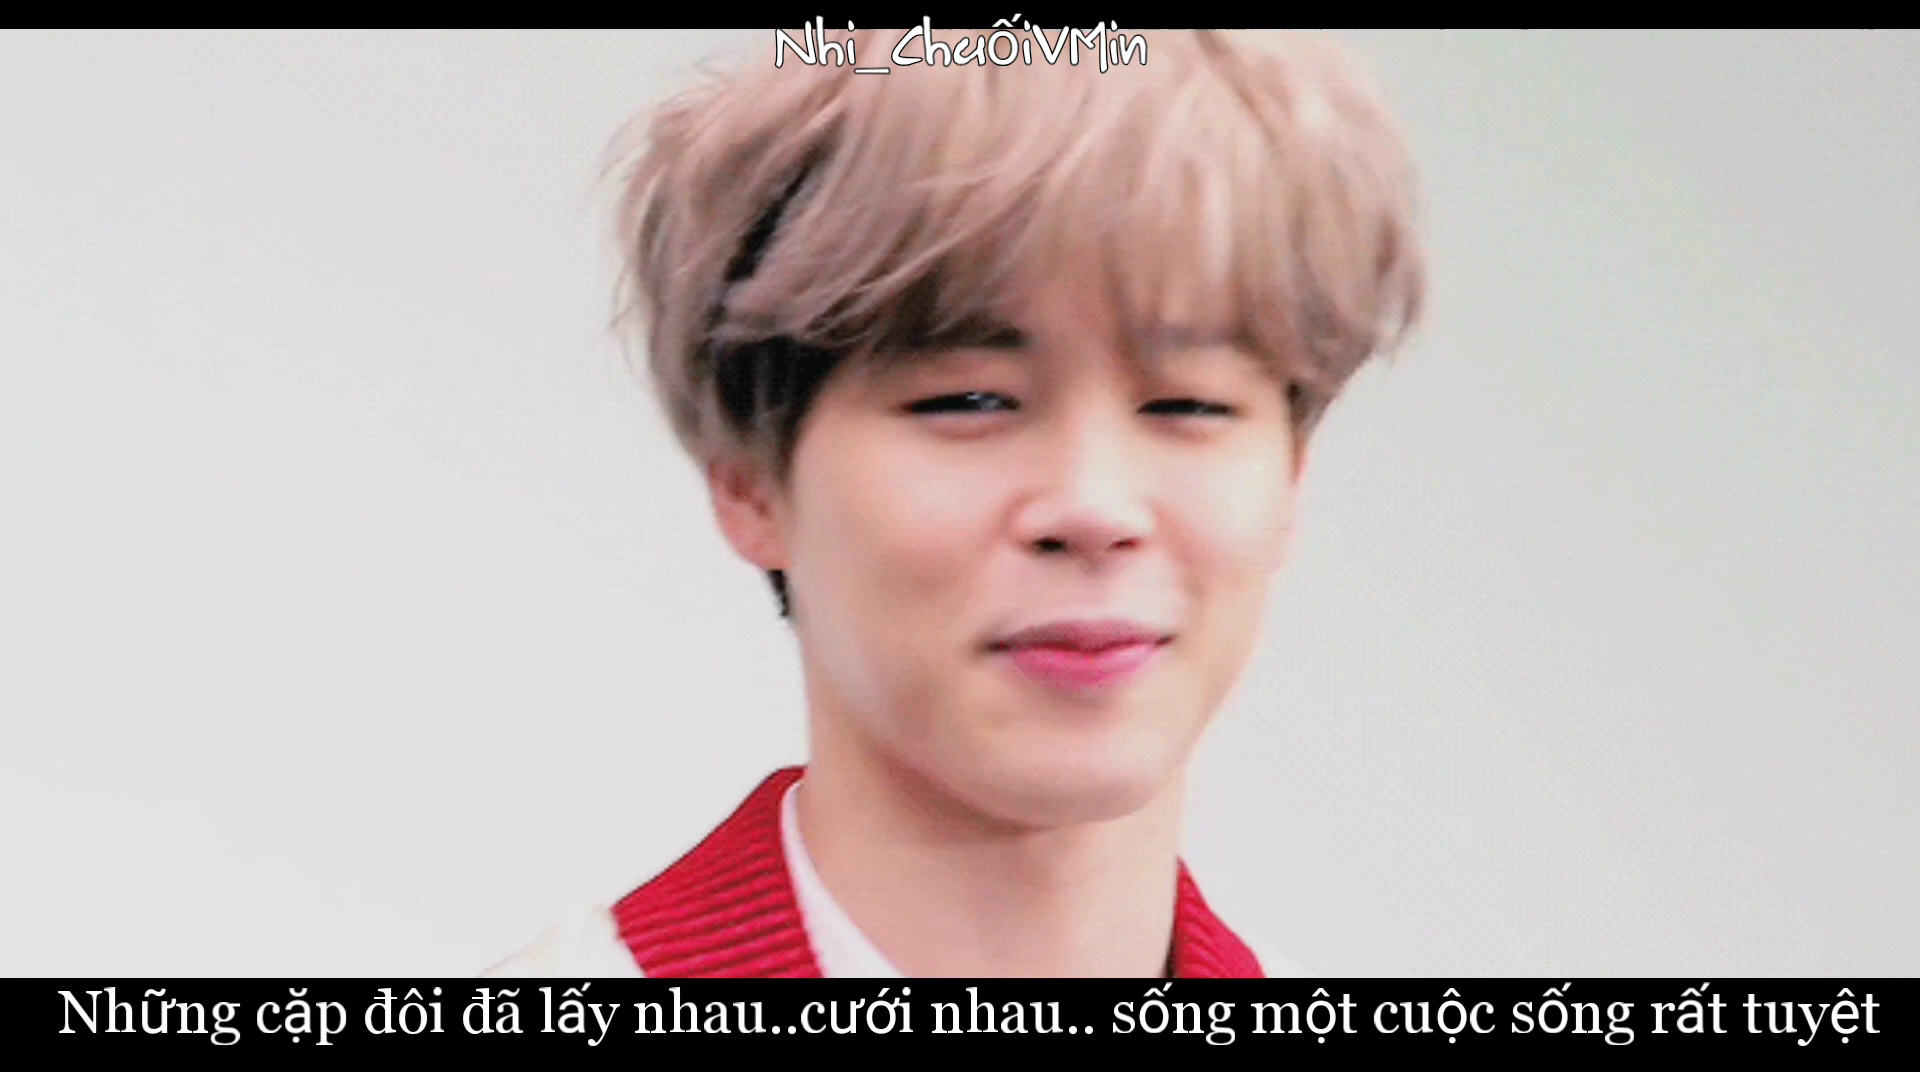 Nhi_ChuốiVMin
Những cặp đôi đã lấy nhau..cưới nhau.. sống một cuộc sống rất tuyệt